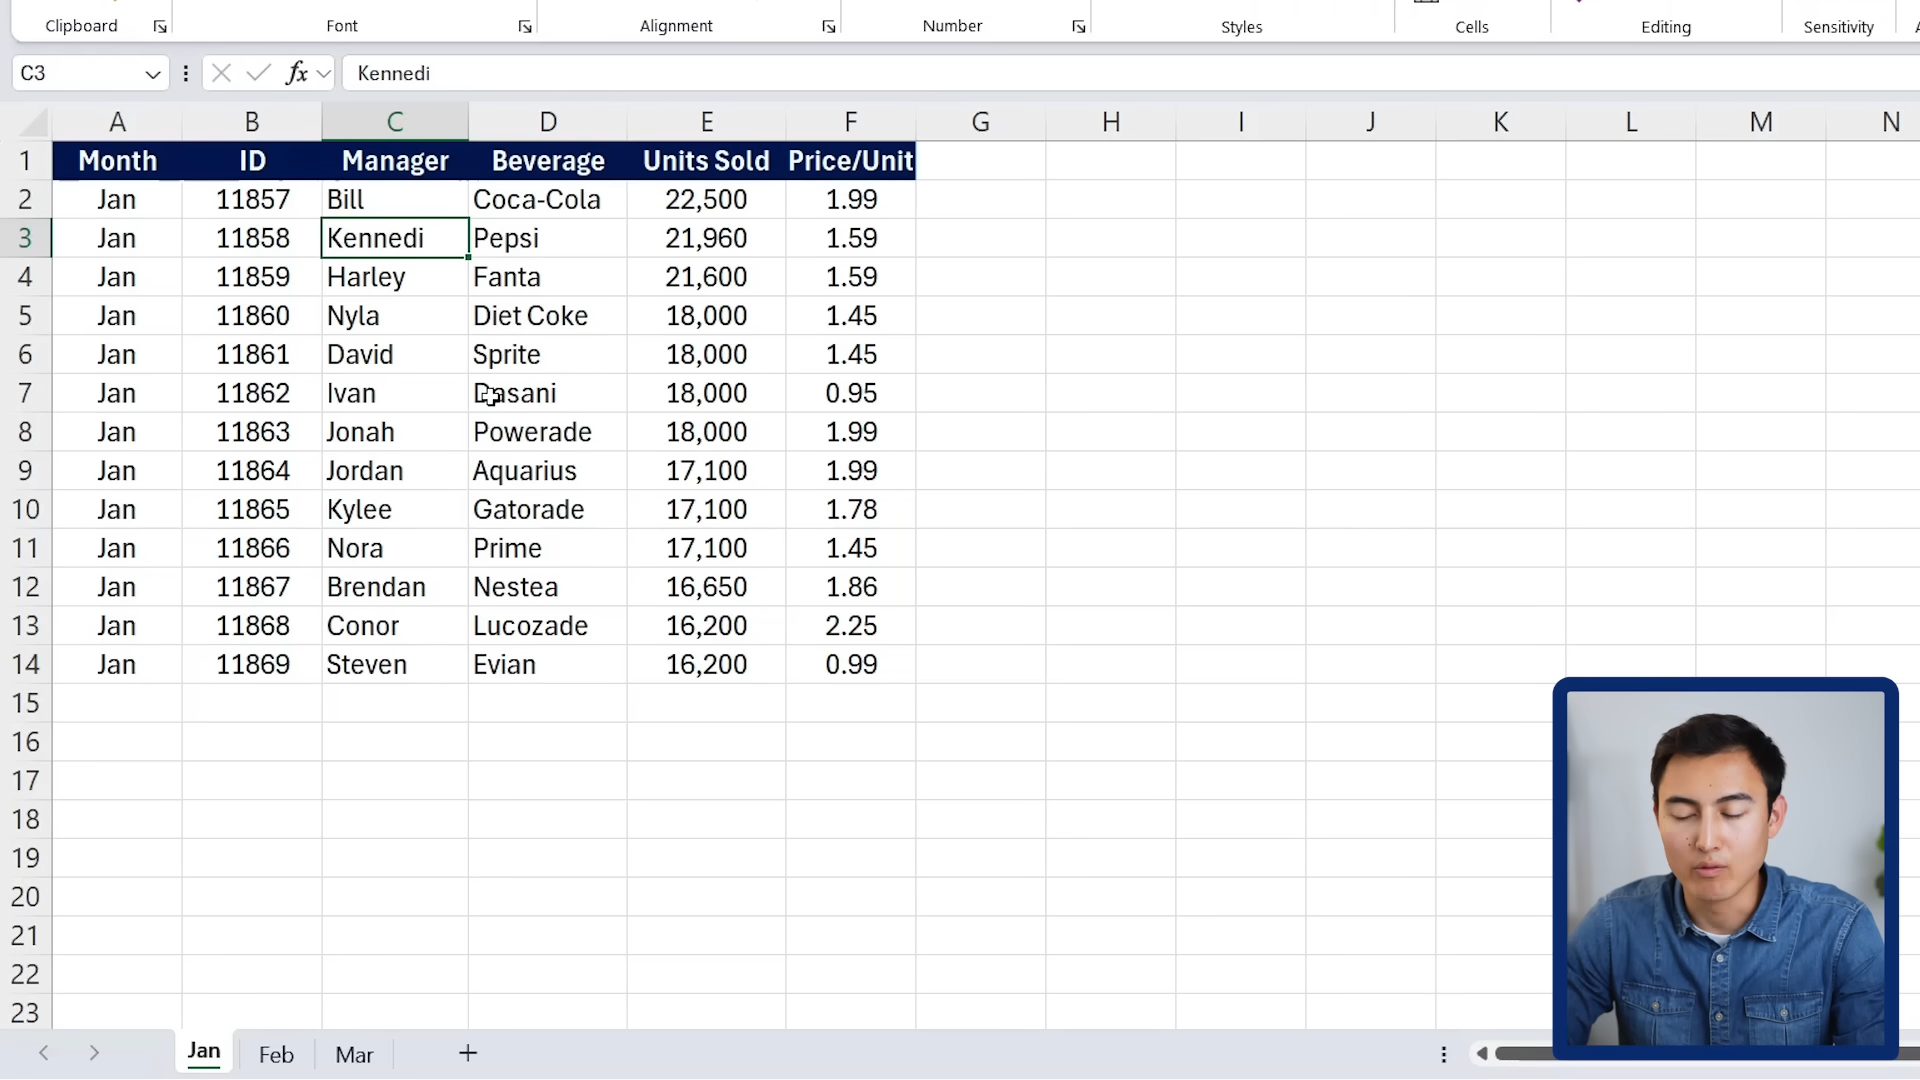 Clipboard Font Alignment Number Styles Cells Editing Sensitivity
C3 fx Kennedi
A B C D E F G H I J K L M N
1 Month ID Manager Beverage Units Sold Price/Unit
2 Jan 11857 Bill Coca-Cola 22,500 1.99
3 Jan 11858 Kennedi Pepsi 21,960 1.59
4 Jan 11859 Harley Fanta 21,600 1.59
5 Jan 11860 Nyla Diet Coke 18,000 1.45
6 Jan 11861 David Sprite 18,000 1.45
7 Jan 11862 Ivan Dasani 18,000 0.95
8 Jan 11863 Jonah Powerade 18,000 1.99
9 Jan 11864 Jordan Aquarius 17,100 1.99
10 Jan 11865 Kylee Gatorade 17,100 1.78
11 Jan 11866 Nora Prime 17,100 1.45
12 Jan 11867 Brendan Nestea 16,650 1.86
13 Jan 11868 Conor Lucozade 16,200 2.25
14 Jan 11869 Steven Evian 16,200 0.99
15
16
17
18
19
20
21
22
23
Jan Feb Mar +